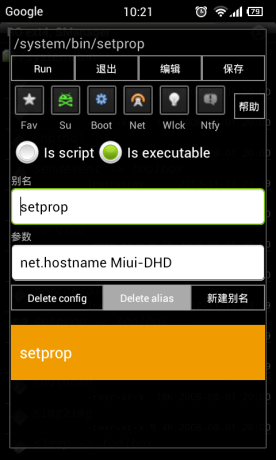 Google 10:21 79
/system/bin/setprop
Run 退出 编辑 保存
Fav Su Boot Net Wlck Ntfy 帮助
Is script Is executable
别名
setprop
参数
net.hostname Miui-DHD
Delete config Delete alias 新建别名
setprop